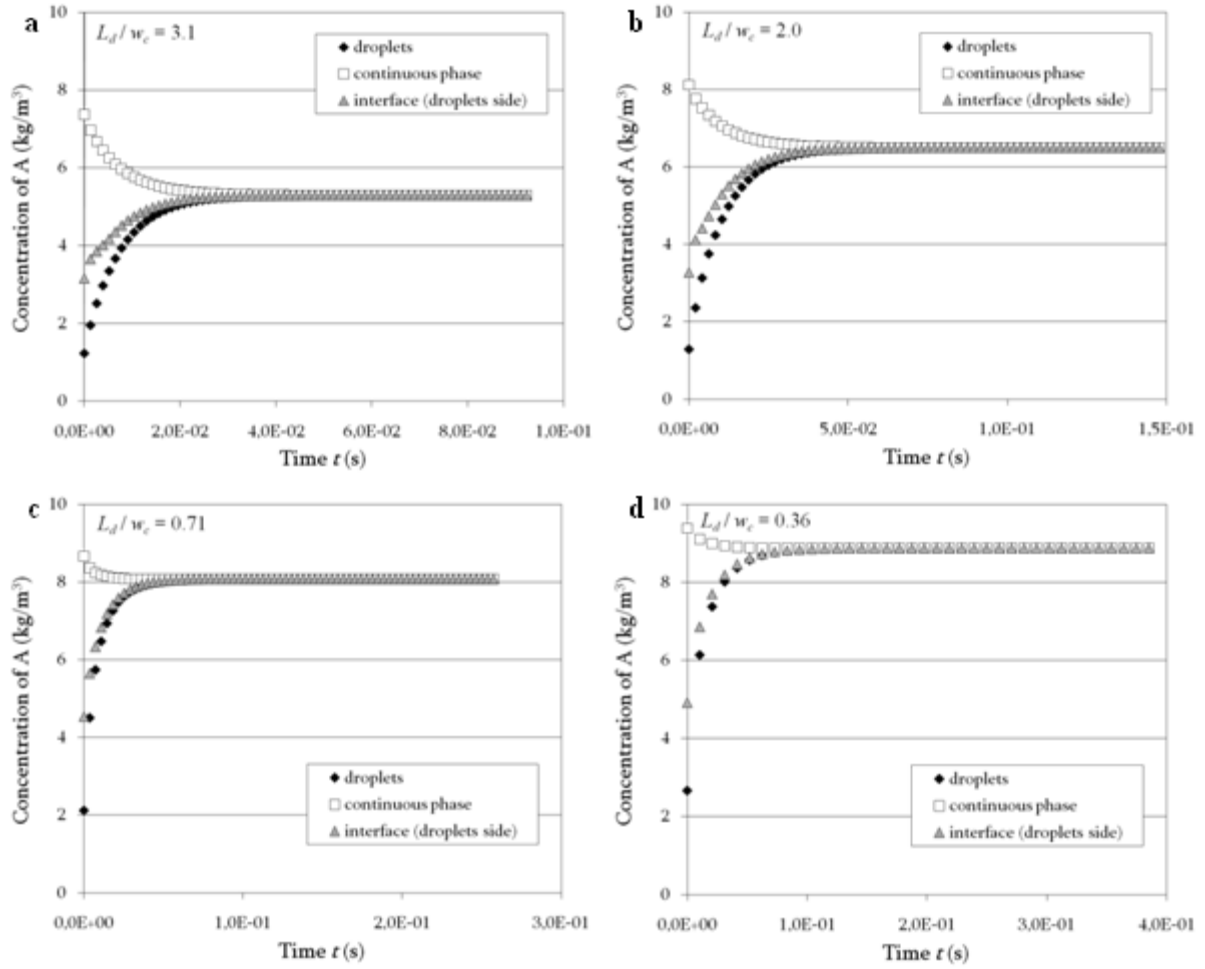 a
L_d / w_c = 3.1
droplets
continuous phase
interface (droplets side)
Concentration of A (kg/m³)
10
8
6
4
2
0
0,0E+00 2,0E-02 4,0E-02 6,0E-02 8,0E-02 1,0E-01
Time t (s)
b
L_d / w_c = 2.0
droplets
continuous phase
interface (droplets side)
Concentration of A (kg/m³)
10
8
6
4
2
0
0,0E+00 5,0E-02 1,0E-01 1,5E-01
Time t (s)
c
L_d / w_c = 0.71
droplets
continuous phase
interface (droplets side)
Concentration of A (kg/m³)
10
8
6
4
2
0
0,0E+00 1,0E-01 2,0E-01 3,0E-01
Time t (s)
d
L_d / w_c = 0.36
droplets
continuous phase
interface (droplets side)
Concentration of A (kg/m³)
10
8
6
4
2
0
0,0E+00 1,0E-01 2,0E-01 3,0E-01 4,0E-01
Time t (s)